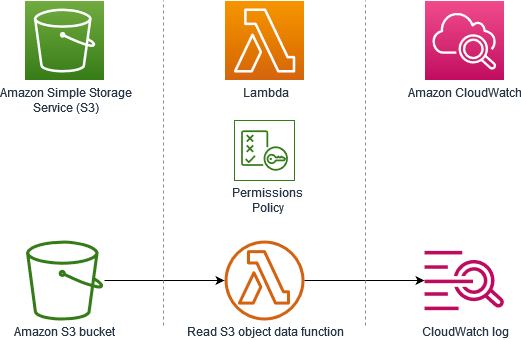 Amazon Simple Storage
Service (S3)
Lambda
Amazon CloudWatch
Permissions
Policy
Amazon S3 bucket
Read S3 object data function
CloudWatch log